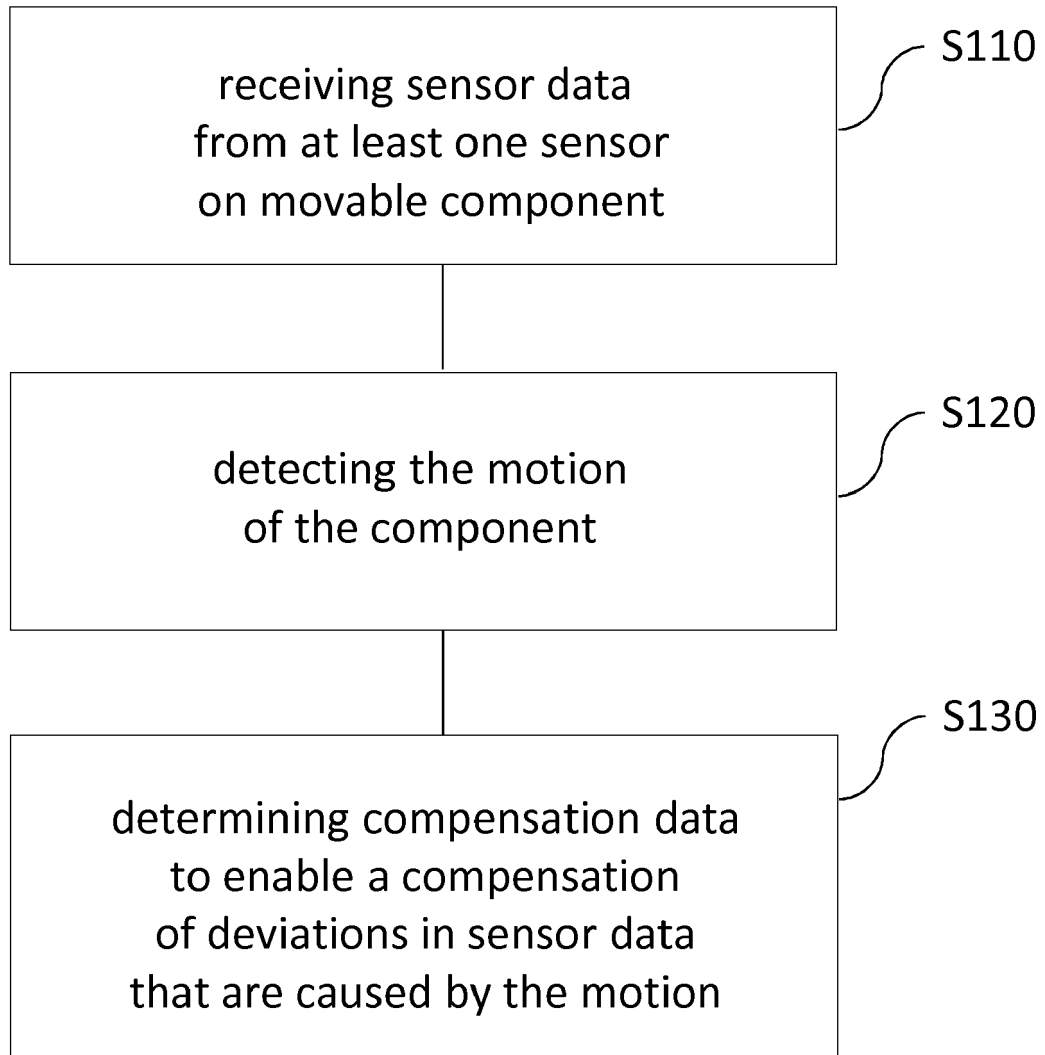 receiving sensor data
from at least one sensor
on movable component
S110
detecting the motion
of the component
S120
determining compensation data
to enable a compensation
of deviations in sensor data
that are caused by the motion
S130